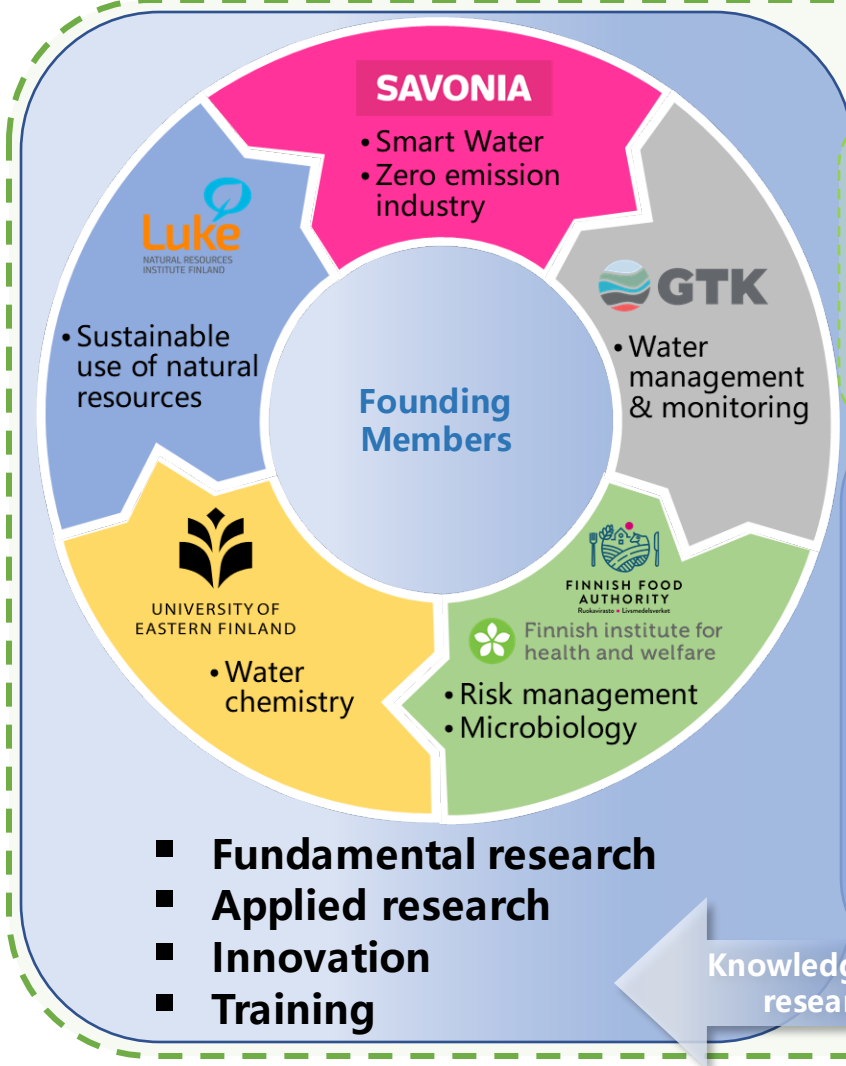 SAVONIA
• Smart Water
• Zero emission
industry
GTK
• Water
management
& monitoring
FINNISH FOOD
AUTHORITY
Ruokavirasto • Livsmedelsverket
Finnish institute for
health and welfare
• Risk management
• Microbiology
UNIVERSITY OF
EASTERN FINLAND
• Water
chemistry
Luke
NATURAL RESOURCES
INSTITUTE FINLAND
• Sustainable
use of natural
resources
Founding
Members
▪ Fundamental research
▪ Applied research
▪ Innovation
▪ Training